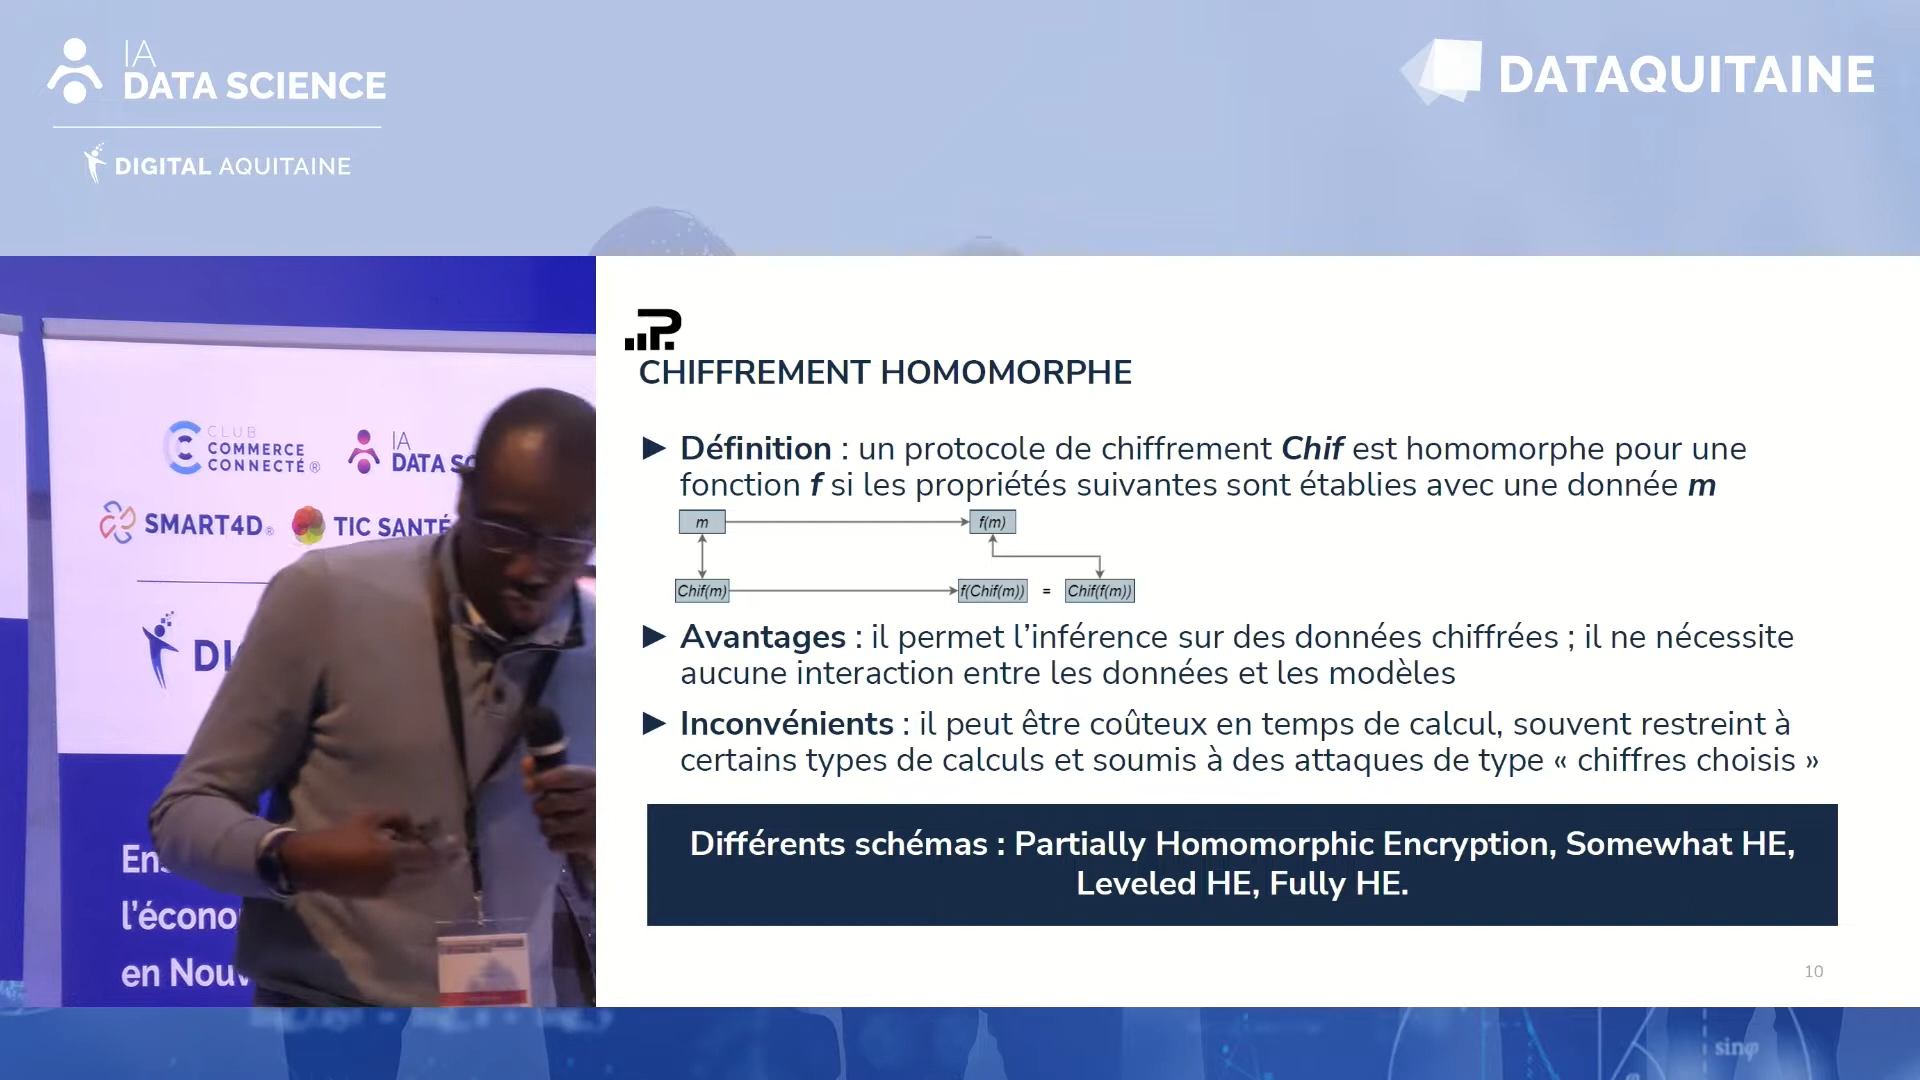 IA
DATA SCIENCE
DIGITAL AQUITAINE
DATAQUITAINE
CLUB
COMMERCE
CONNECTÉ®
IA
DATA SC
SMART4D®
TIC SANTÉ
DI
En
l'écono
en Nouv
CHIFFREMENT HOMOMORPHE
► Définition : un protocole de chiffrement Chif est homomorphe pour une
fonction f si les propriétés suivantes sont établies avec une donnée m
m f(m)
Chif(m) f(Chif(m)) = Chif(f(m))
► Avantages : il permet l'inférence sur des données chiffrées ; il ne nécessite
aucune interaction entre les données et les modèles
► Inconvénients : il peut être coûteux en temps de calcul, souvent restreint à
certains types de calculs et soumis à des attaques de type « chiffres choisis »
Différents schémas : Partially Homomorphic Encryption, Somewhat HE,
Leveled HE, Fully HE.
10
sinφ